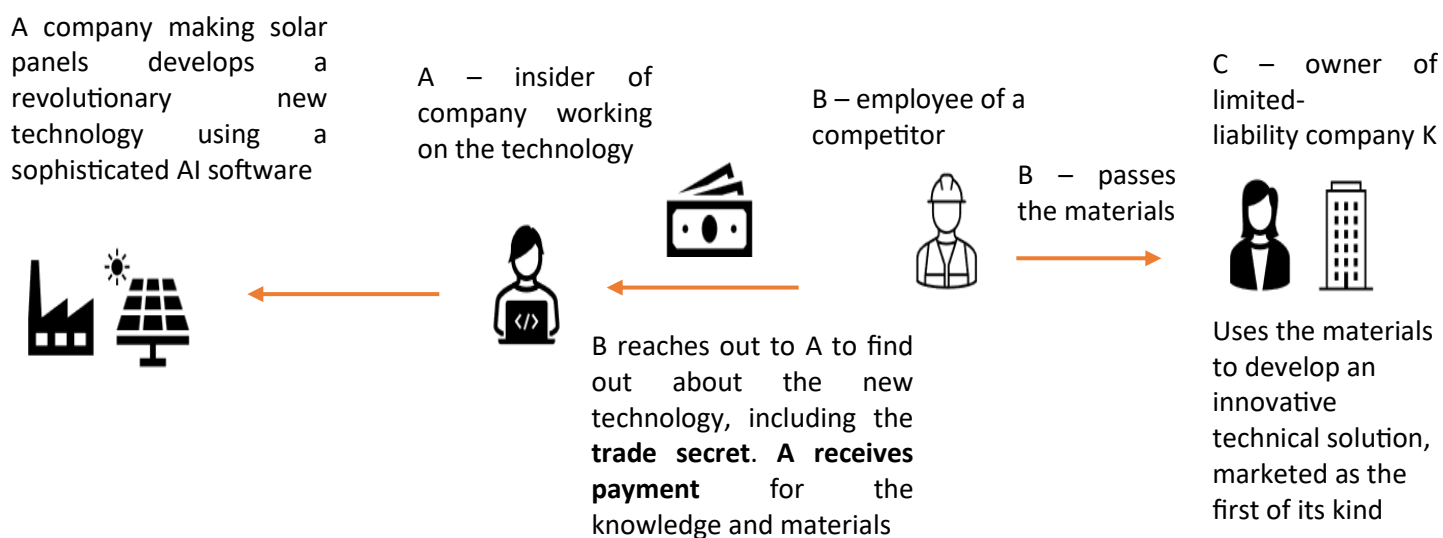 A company making solar
panels develops a
revolutionary new
technology using a
sophisticated AI software
A – insider of
company working
on the technology
B – employee of a
competitor
B – passes
the materials
C – owner of
limited-
liability company K
</>
B reaches out to A to find
out about the new
technology, including the
trade secret. A receives
payment for the
knowledge and materials
Uses the materials
to develop an
innovative
technical solution,
marketed as the
first of its kind